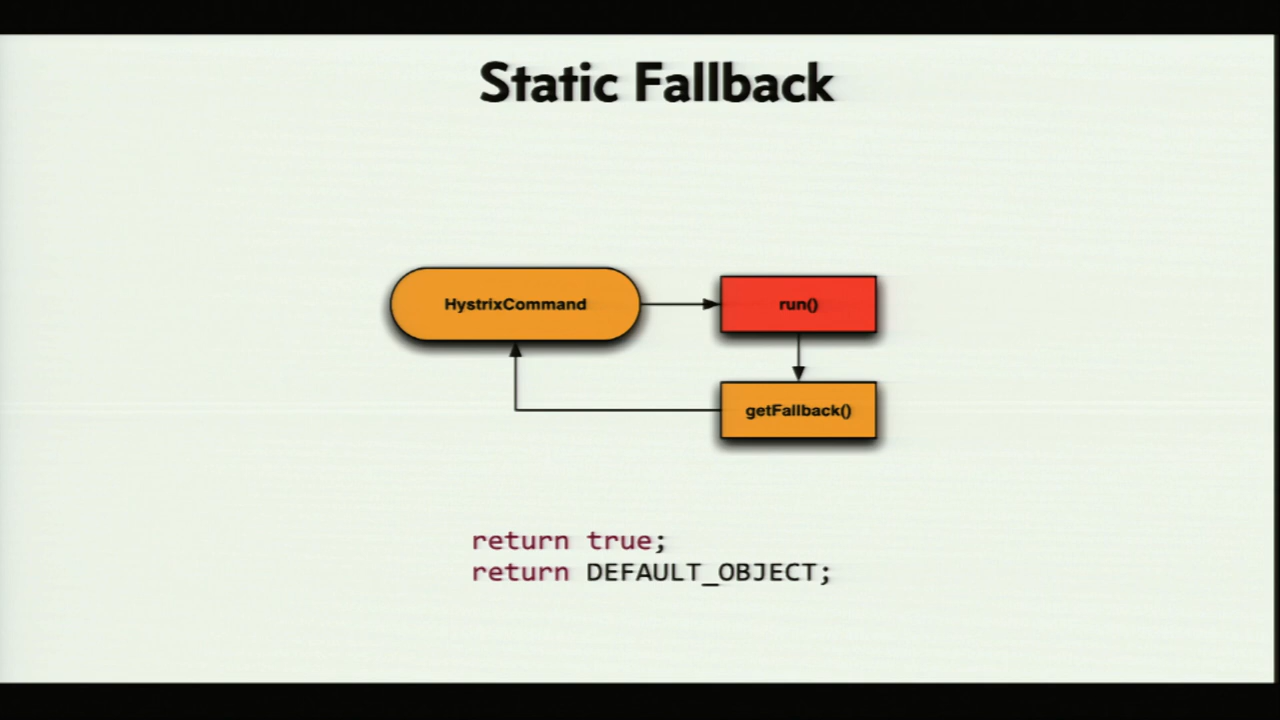 Static Fallback
HystrixCommand
run()
getFallback()
return true;
return DEFAULT_OBJECT;